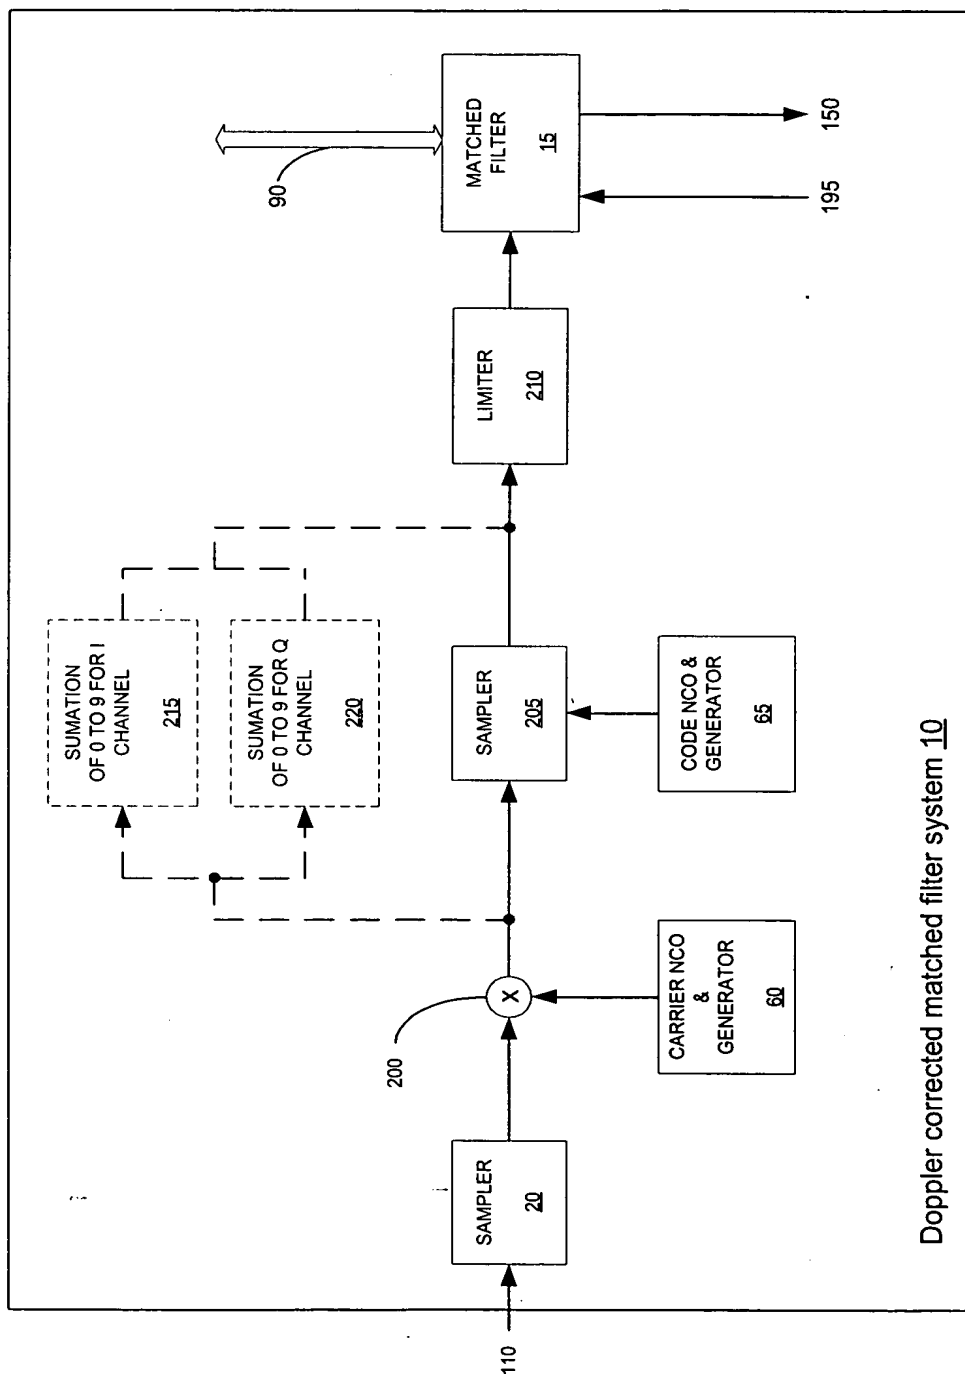 SUMATION
OF 0 TO 9 FOR I
CHANNEL
215
SUMATION
OF 0 TO 9 FOR Q
CHANNEL
220
90
200
110
SAMPLER
20
X
SAMPLER
205
LIMITER
210
MATCHED
FILTER
15
CARRIER NCO
&
GENERATOR
60
CODE NCO &
GENERATOR
65
195
150
Doppler corrected matched filter system 10